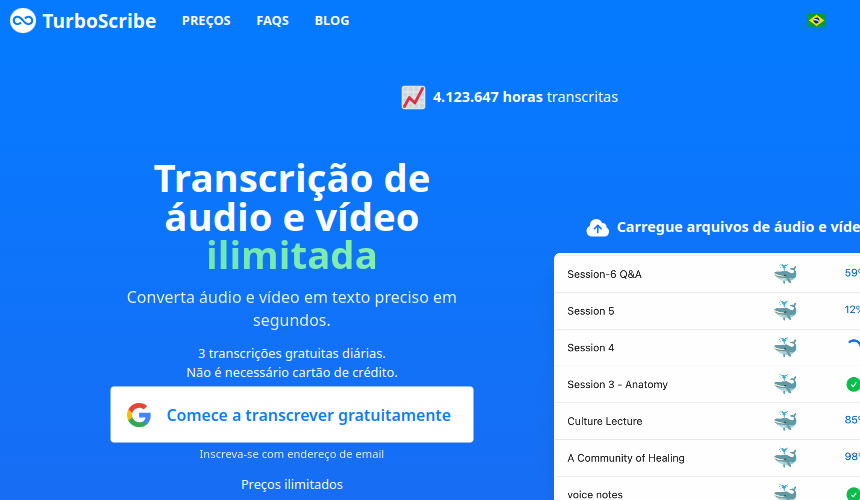 TurboScribe PREÇOS FAQS BLOG
4.123.647 horas transcritas
Transcrição de
áudio e vídeo
ilimitada
Converta áudio e vídeo em texto preciso em
segundos.
3 transcrições gratuitas diárias.
Não é necessário cartão de crédito.
Comece a transcrever gratuitamente
Inscreva-se com endereço de email
Preços ilimitados
Carregue arquivos de áudio e víde
Session-6 Q&A 59%
Session 5 12%
Session 4
Session 3 - Anatomy
Culture Lecture 85%
A Community of Healing 98%
voice notes